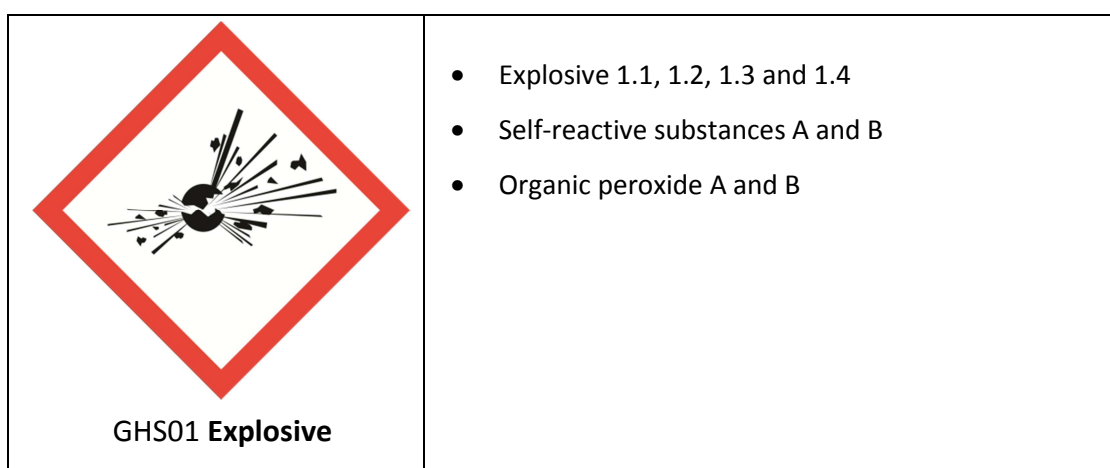 GHS01 Explosive
• Explosive 1.1, 1.2, 1.3 and 1.4
• Self-reactive substances A and B
• Organic peroxide A and B